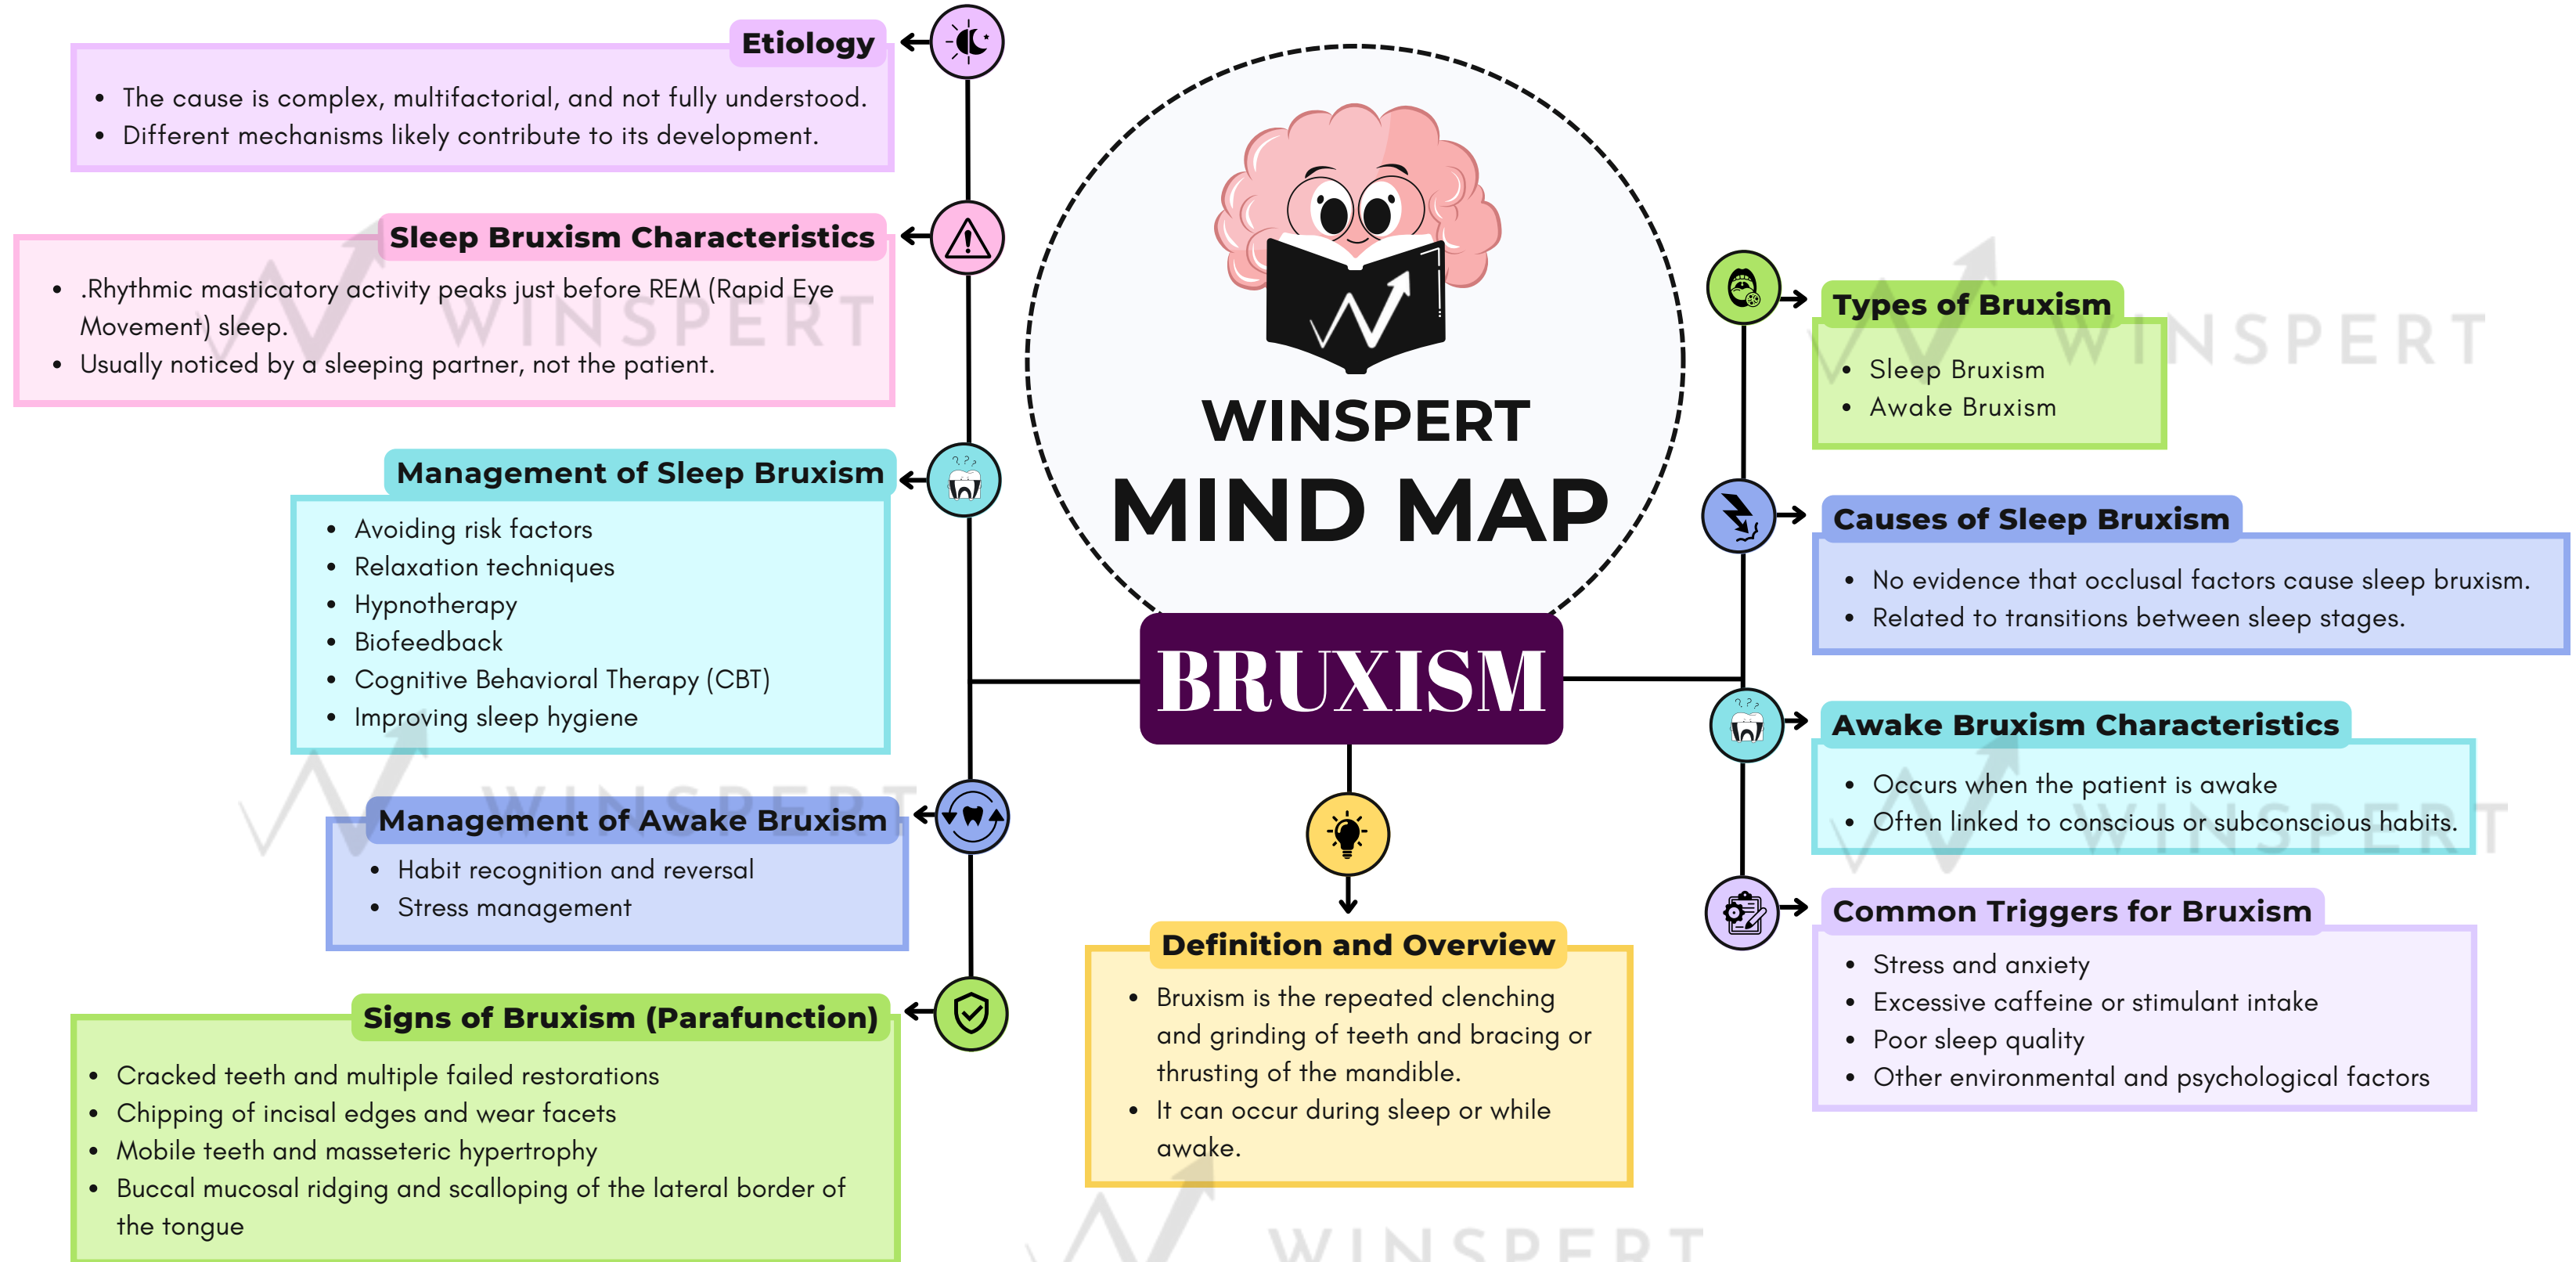 Etiology
• The cause is complex, multifactorial, and not fully understood.
• Different mechanisms likely contribute to its development.
Sleep Bruxism Characteristics
• .Rhythmic masticatory activity peaks just before REM (Rapid Eye
Movement) sleep.
• Usually noticed by a sleeping partner, not the patient.
Management of Sleep Bruxism
• Avoiding risk factors
• Relaxation techniques
• Hypnotherapy
• Biofeedback
• Cognitive Behavioral Therapy (CBT)
• Improving sleep hygiene
Management of Awake Bruxism
• Habit recognition and reversal
• Stress management
Signs of Bruxism (Parafunction)
• Cracked teeth and multiple failed restorations
• Chipping of incisal edges and wear facets
• Mobile teeth and masseteric hypertrophy
• Buccal mucosal ridging and scalloping of the lateral border of
the tongue
WINSPERT
MIND MAP
BRUXISM
Definition and Overview
• Bruxism is the repeated clenching
and grinding of teeth and bracing or
thrusting of the mandible.
• It can occur during sleep or while
awake.
Types of Bruxism
• Sleep Bruxism
• Awake Bruxism
Causes of Sleep Bruxism
• No evidence that occlusal factors cause sleep bruxism.
• Related to transitions between sleep stages.
Awake Bruxism Characteristics
• Occurs when the patient is awake
• Often linked to conscious or subconscious habits.
Common Triggers for Bruxism
• Stress and anxiety
• Excessive caffeine or stimulant intake
• Poor sleep quality
• Other environmental and psychological factors
WINSPERT
WINSPERT
WINSPERT
WINSPERT
WINSPERT